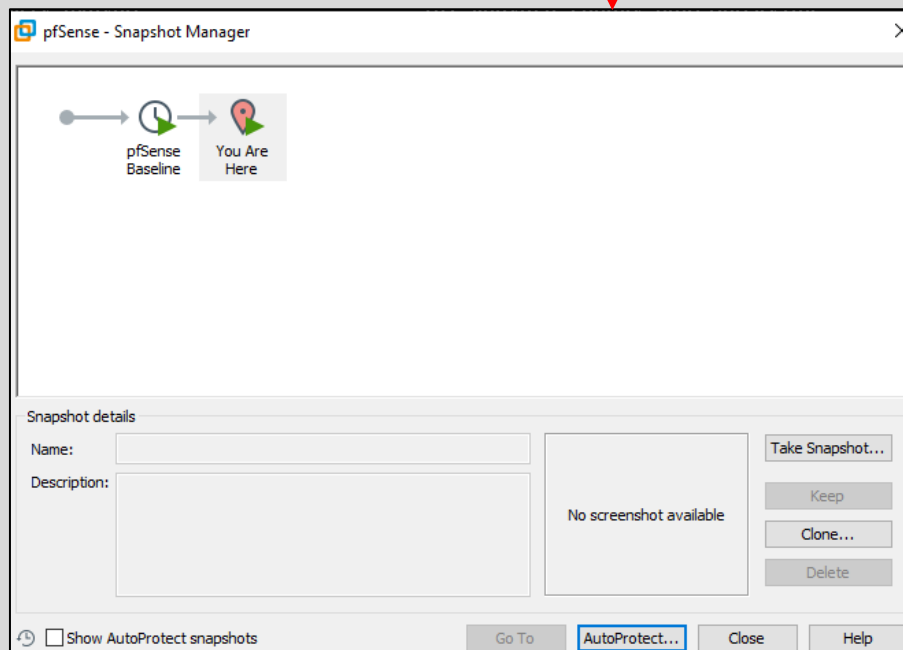 pfSense - Snapshot Manager
pfSense
Baseline
You Are
Here
Snapshot details
Name:
Description:
No screenshot available
Take Snapshot...
Keep
Clone...
Delete
Show AutoProtect snapshots
Go To
AutoProtect...
Close
Help